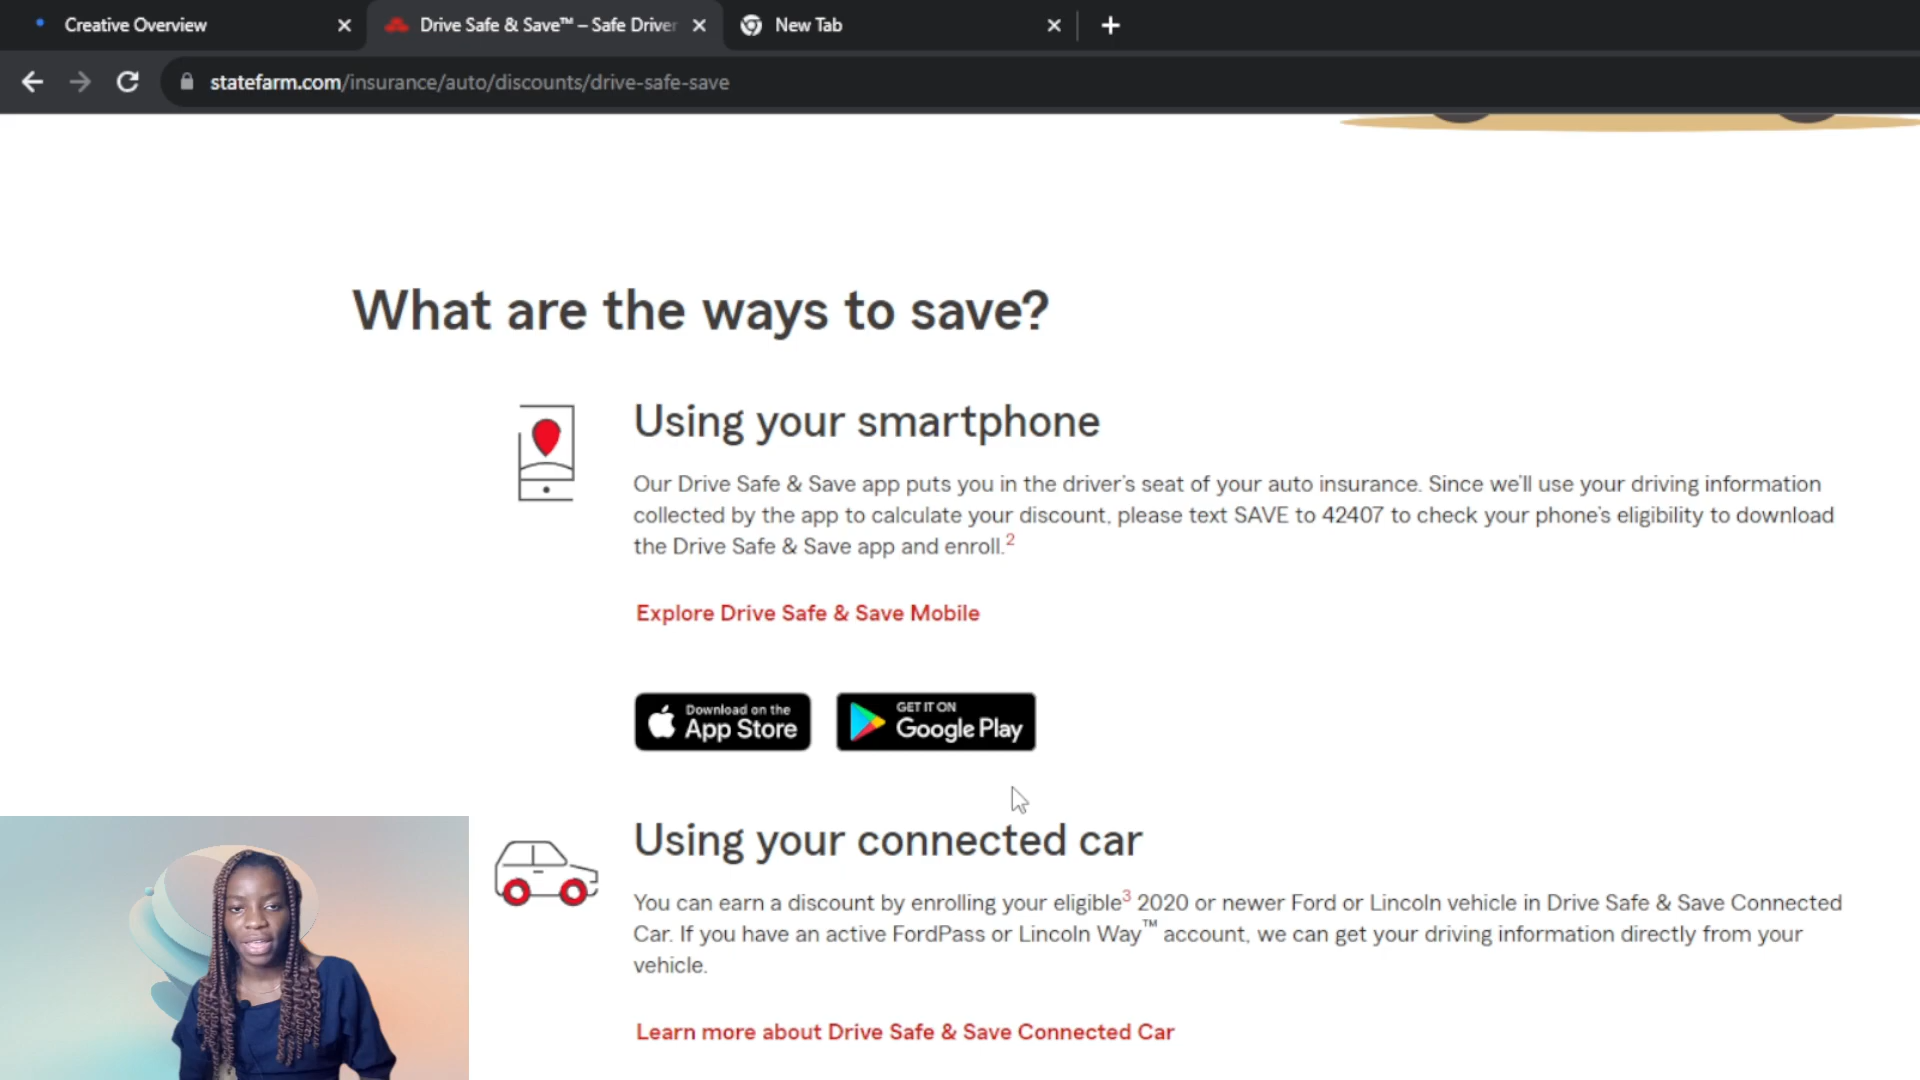 Creative Overview
Drive Safe & Save™ – Safe Driver
New Tab
statefarm.com/insurance/auto/discounts/drive-safe-save
What are the ways to save?
Using your smartphone
Our Drive Safe & Save app puts you in the driver's seat of your auto insurance. Since we'll use your driving information
collected by the app to calculate your discount, please text SAVE to 42407 to check your phone's eligibility to download
the Drive Safe & Save app and enroll.2
Explore Drive Safe & Save Mobile
Download on the
App Store
GET IT ON
Google Play
Using your connected car
You can earn a discount by enrolling your eligible3 2020 or newer Ford or Lincoln vehicle in Drive Safe & Save Connected
Car. If you have an active FordPass or Lincoln Way™ account, we can get your driving information directly from your
vehicle.
Learn more about Drive Safe & Save Connected Car